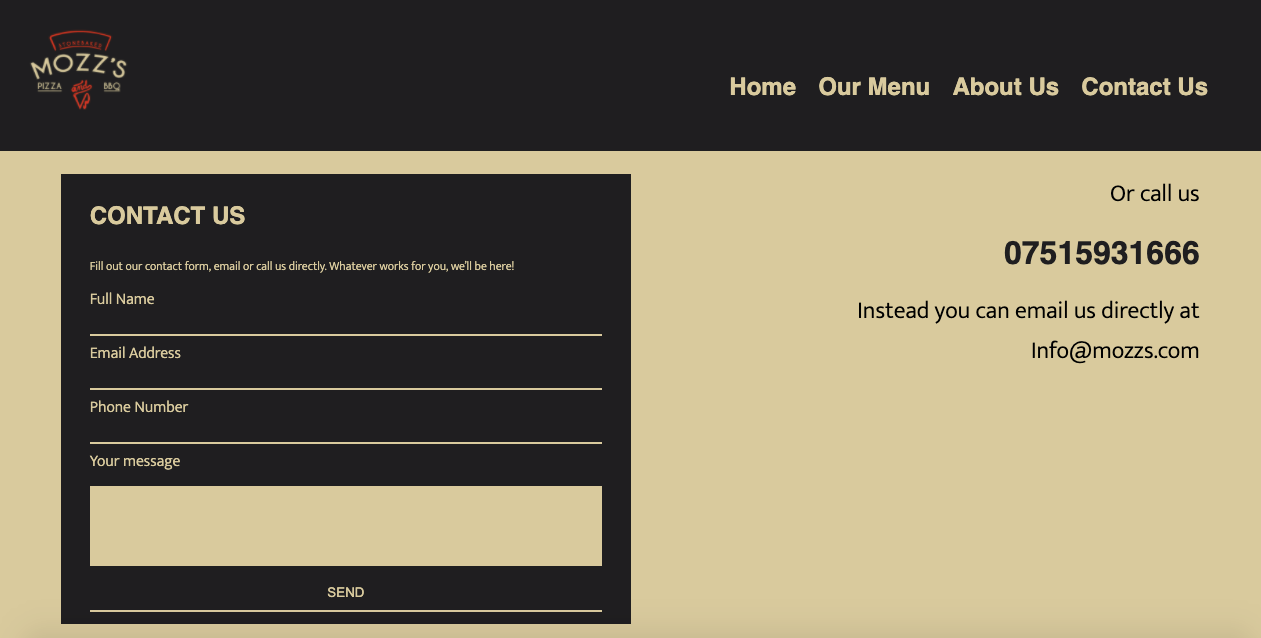 STONEBAKED
MOZZ'S
PIZZA and BBQ
Home Our Menu About Us Contact Us
CONTACT US
Fill out our contact form, email or call us directly. Whatever works for you, we'll be here!
Full Name
Email Address
Phone Number
Your message
SEND
Or call us
07515931666
Instead you can email us directly at
Info@mozzs.com